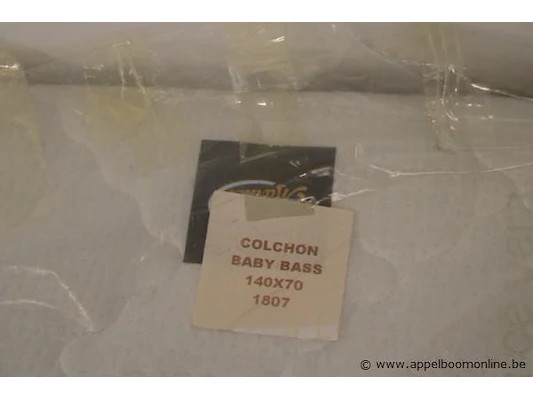 COLCHON
BABY BASS
140X70
1807
© www.appelboomonline.be